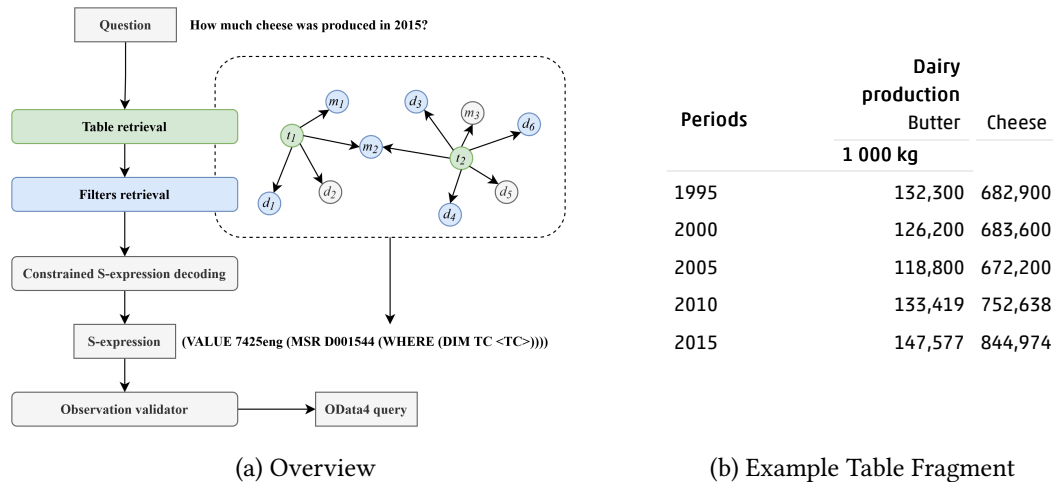 Question
How much cheese was produced in 2015?
Table retrieval
Filters retrieval
Constrained S-expression decoding
S-expression
(VALUE 7425eng (MSR D001544 (WHERE (DIM TC <TC>))))
Observation validator
OData4 query
t1
m1
m2
d1
d2
d3
m3
d6
t2
d5
d4
(a) Overview
Dairy
production
Periods Butter Cheese
1 000 kg
1995 132,300 682,900
2000 126,200 683,600
2005 118,800 672,200
2010 133,419 752,638
2015 147,577 844,974
(b) Example Table Fragment